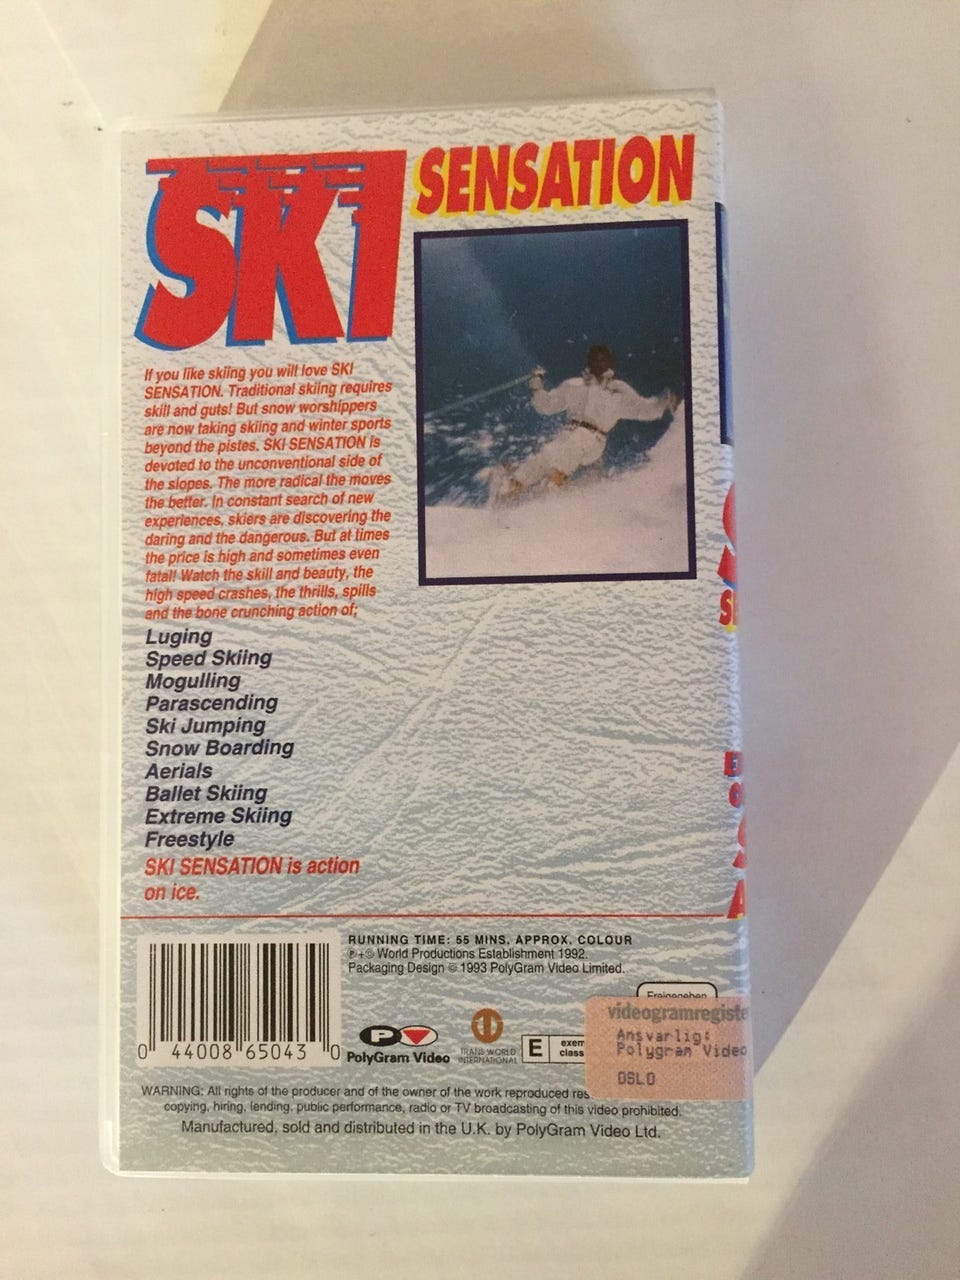 SKI
SENSATION
If you like skiing you will love SKI
SENSATION. Traditional skiing requires
skill and guts! But snow worshippers
are now taking skiing and winter sports
beyond the pistes. SKI SENSATION is
devoted to the unconventional side of
the slopes. The more radical the moves
the better. In constant search of new
experiences, skiers are discovering the
daring and the dangerous. But at times
the price is high and sometimes even
fatal! Watch the skill and beauty, the
high speed crashes, the thrills, spills
and the bone crunching action of;
Luging
Speed Skiing
Mogulling
Parascending
Ski Jumping
Snow Boarding
Aerials
Ballet Skiing
Extreme Skiing
Freestyle
SKI SENSATION is action
on ice.
RUNNING TIME: 55 MINS. APPROX. COLOUR
℗+© World Productions Establishment 1992.
Packaging Design © 1993 PolyGram Video Limited.
Freigegeben
videogramregiste
Ansvarlig:
Polygram Video
OSLO
0 44008 65043 0
P V
PolyGram Video
TRANS WORLD
INTERNATIONAL
E exem
class
WARNING: All rights of the producer and of the owner of the work reproduced res
copying, hiring, lending, public performance, radio or TV broadcasting of this video prohibited.
Manufactured, sold and distributed in the U.K. by PolyGram Video Ltd.